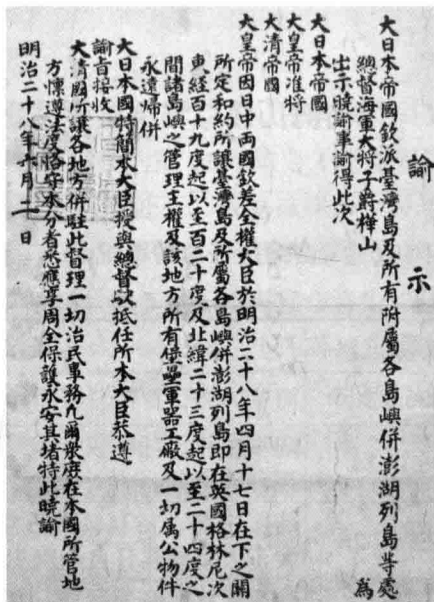 諭示
大日本帝國欽派臺灣島及所有附屬各島嶼併澎湖列島等處
總督海軍大將子爵樺山 為
出示曉諭事諭得此次
大日本帝國
大皇帝准將
大清帝國
大皇帝因日中両國欽差全權大臣於明治二十八年四月十七日在下之關
所定和約所讓臺灣島及所屬各島嶼併澎湖列島即在英國格林尼次
東経百十九度起以至百二十度及北緯二十三度起以至二十四度之
間諸島嶼之管理主權及該地方所有堡壘軍器工廠及一切属公物件
永遠帰併
大日本國特簡本大臣授與總督以抵任所本大臣恭遵
諭旨接收
大清國所讓各地方併駐此督理一切治民事務凡爾衆庶在本國所管地
方懍遵法度恪守本分者悉應享周全保護永安其堵特此曉諭
明治二十八年六月二日